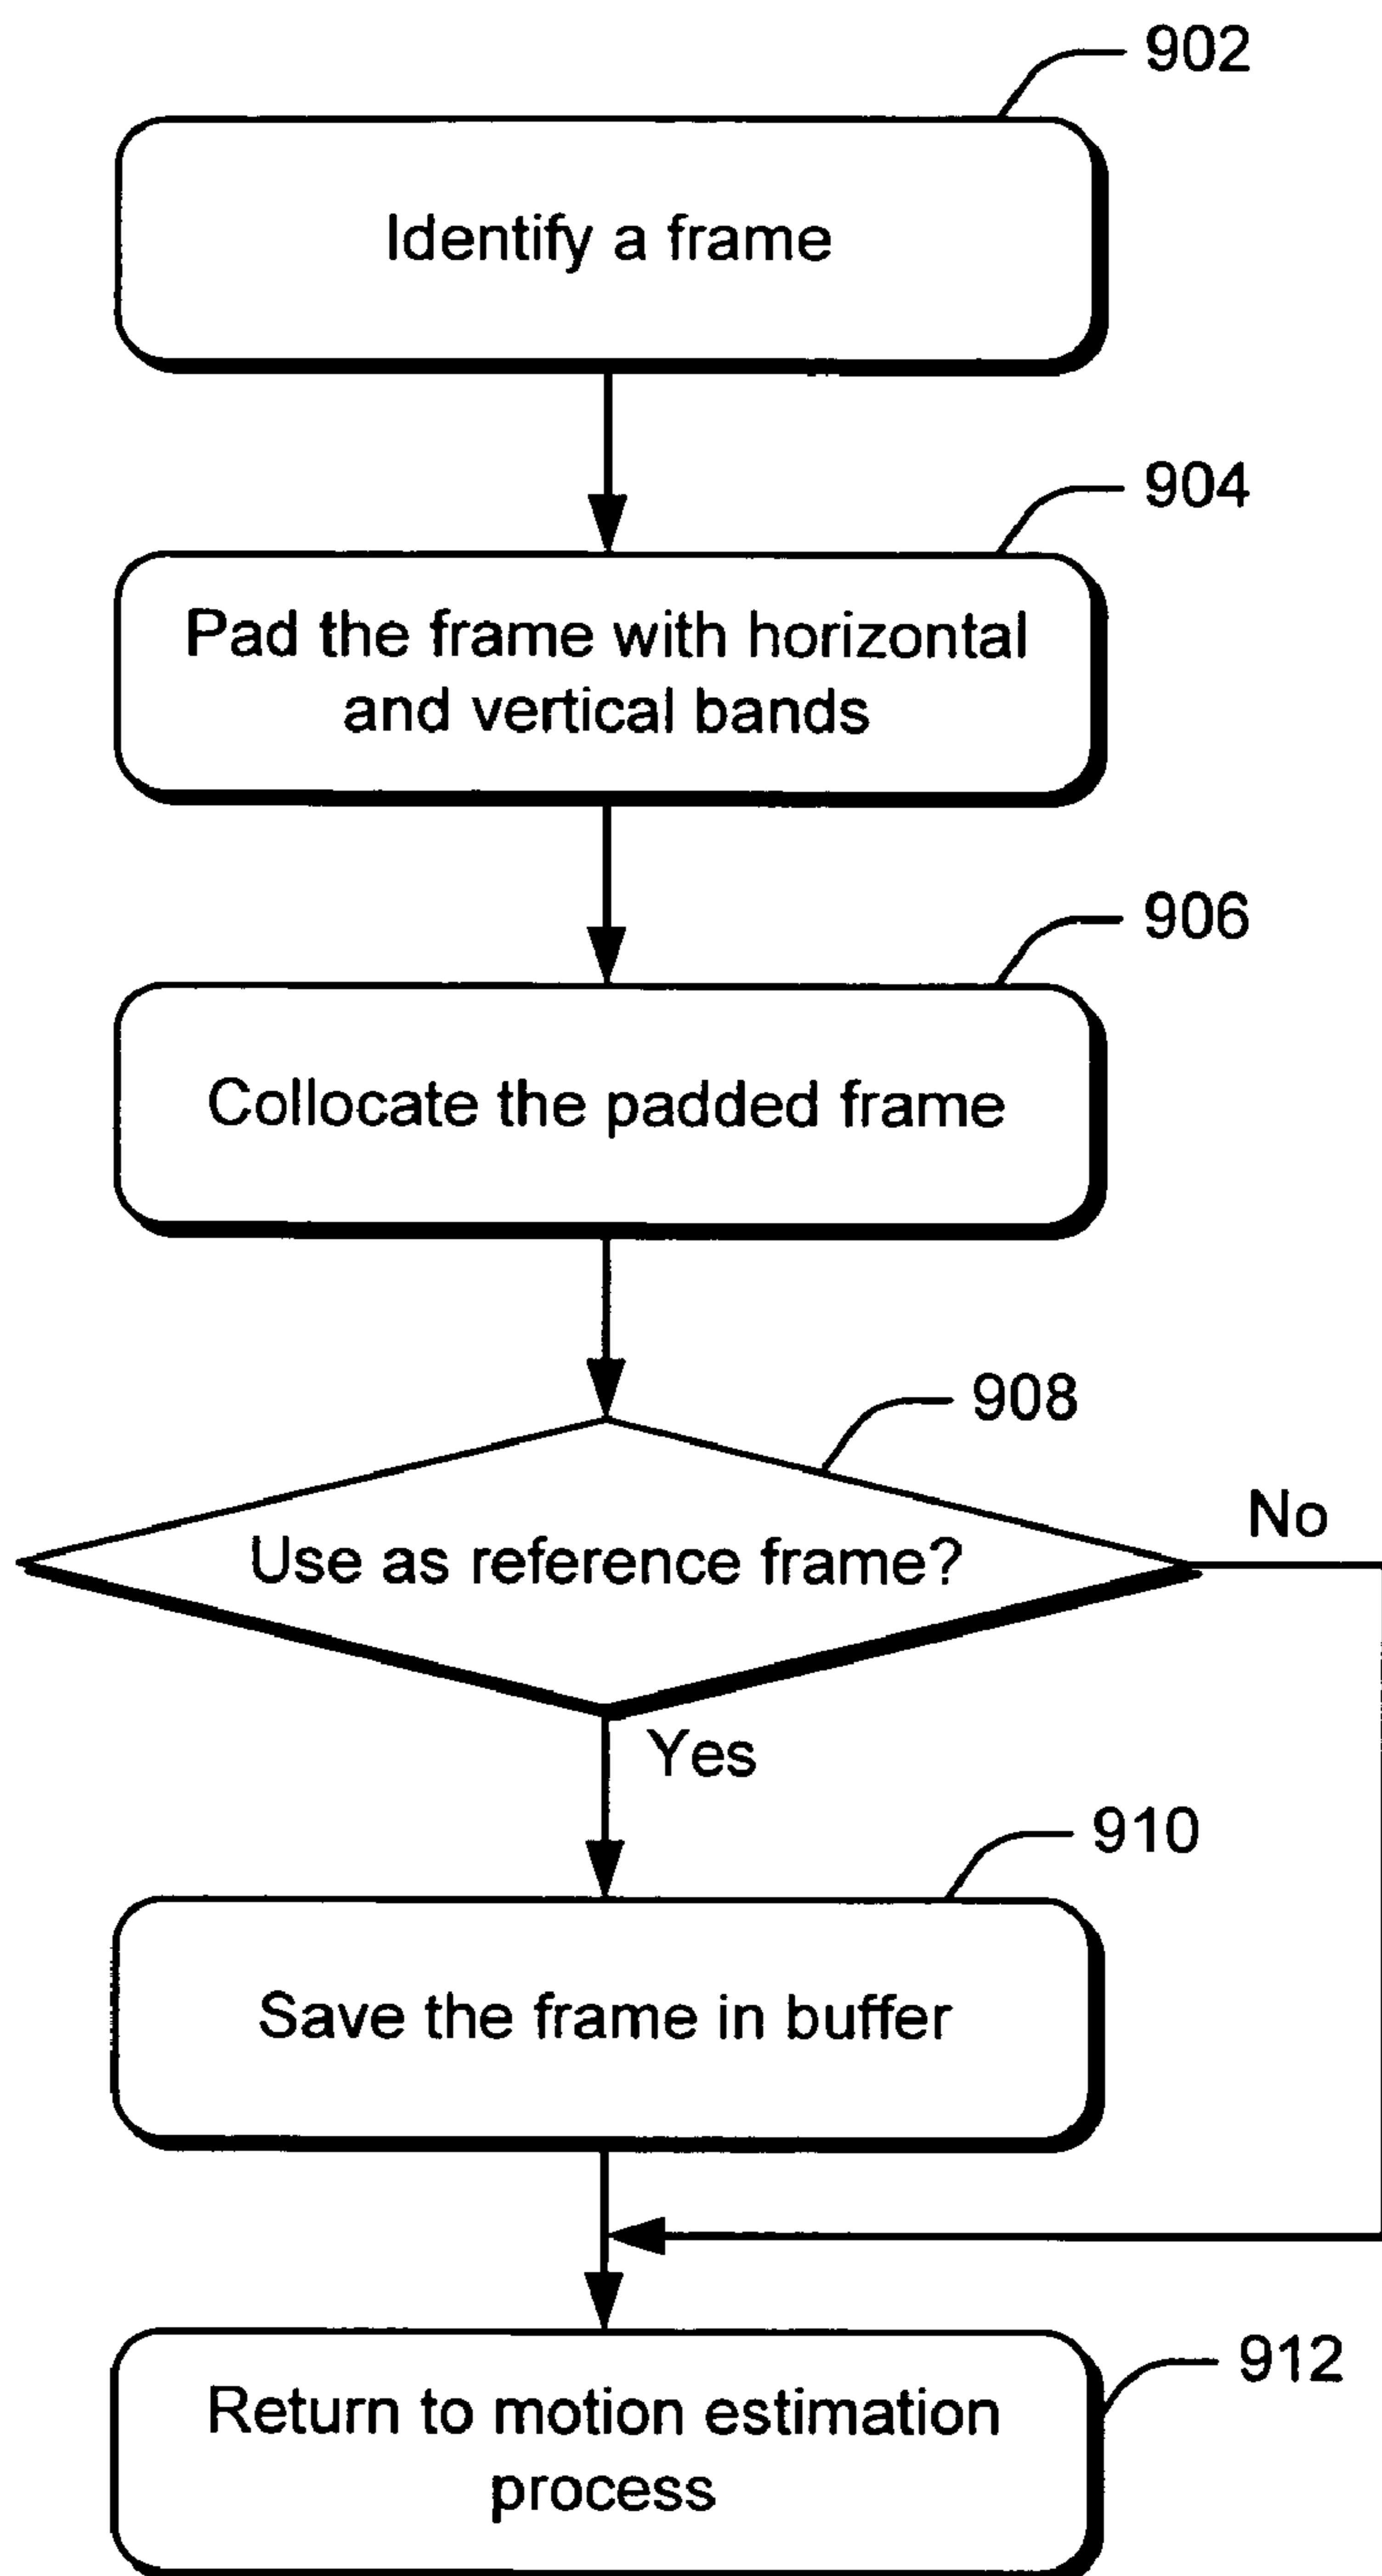 902
Identify a frame
904
Pad the frame with horizontal
and vertical bands
906
Collocate the padded frame
908
Use as reference frame?
No
Yes
910
Save the frame in buffer
912
Return to motion estimation
process